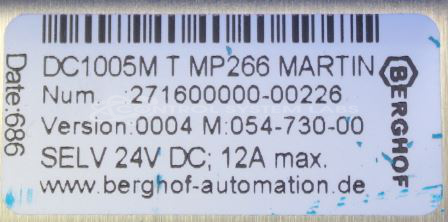 DC1005M T MP266 MARTIN
Num :271600000-00226
Version:0004 M:054-730-00
SELV 24V DC; 12A max.
www.berghof-automation.de
Date:686
BERGHOF